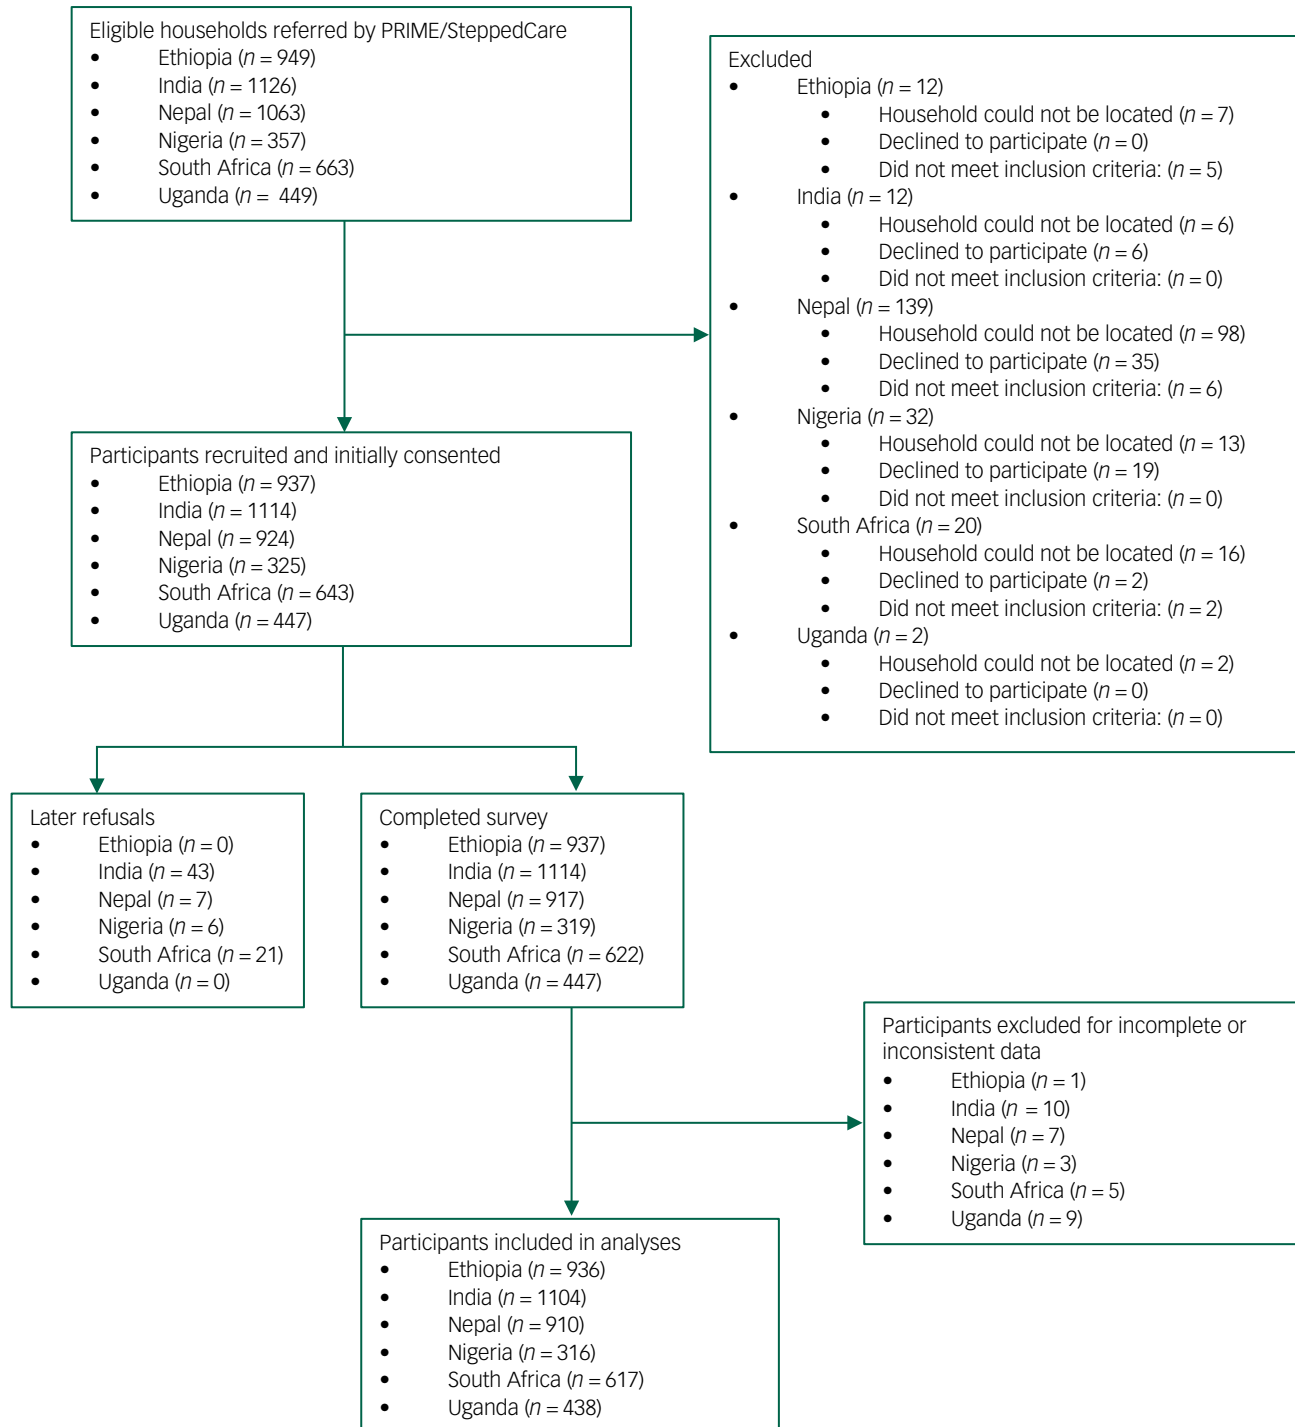 Eligible households referred by PRIME/SteppedCare
• Ethiopia (n = 949)
• India (n = 1126)
• Nepal (n = 1063)
• Nigeria (n = 357)
• South Africa (n = 663)
• Uganda (n = 449)
Excluded
• Ethiopia (n = 12)
• Household could not be located (n = 7)
• Declined to participate (n = 0)
• Did not meet inclusion criteria: (n = 5)
• India (n = 12)
• Household could not be located (n = 6)
• Declined to participate (n = 6)
• Did not meet inclusion criteria: (n = 0)
• Nepal (n = 139)
• Household could not be located (n = 98)
• Declined to participate (n = 35)
• Did not meet inclusion criteria: (n = 6)
• Nigeria (n = 32)
• Household could not be located (n = 13)
• Declined to participate (n = 19)
• Did not meet inclusion criteria: (n = 0)
• South Africa (n = 20)
• Household could not be located (n = 16)
• Declined to participate (n = 2)
• Did not meet inclusion criteria: (n = 2)
• Uganda (n = 2)
• Household could not be located (n = 2)
• Declined to participate (n = 0)
• Did not meet inclusion criteria: (n = 0)
Participants recruited and initially consented
• Ethiopia (n = 937)
• India (n = 1114)
• Nepal (n = 924)
• Nigeria (n = 325)
• South Africa (n = 643)
• Uganda (n = 447)
Later refusals
• Ethiopia (n = 0)
• India (n = 43)
• Nepal (n = 7)
• Nigeria (n = 6)
• South Africa (n = 21)
• Uganda (n = 0)
Completed survey
• Ethiopia (n = 937)
• India (n = 1114)
• Nepal (n = 917)
• Nigeria (n = 319)
• South Africa (n = 622)
• Uganda (n = 447)
Participants excluded for incomplete or
inconsistent data
• Ethiopia (n = 1)
• India (n = 10)
• Nepal (n = 7)
• Nigeria (n = 3)
• South Africa (n = 5)
• Uganda (n = 9)
Participants included in analyses
• Ethiopia (n = 936)
• India (n = 1104)
• Nepal (n = 910)
• Nigeria (n = 316)
• South Africa (n = 617)
• Uganda (n = 438)